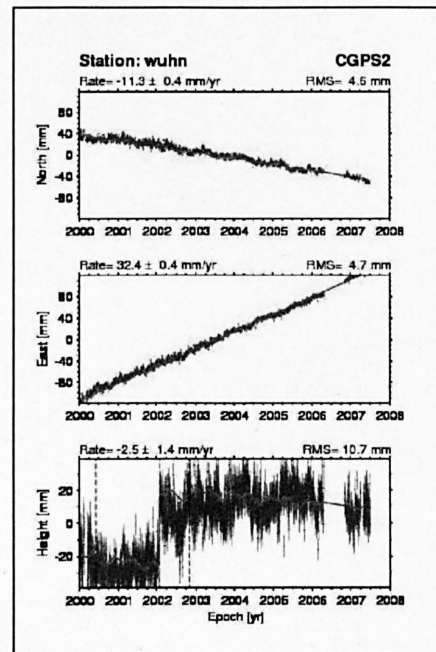 Station: wuhn CGPS2
Rate= -11.3 ± 0.4 mm/yr RMS= 4.6 mm
North [mm]
80
40
0
-40
-80
2000 2001 2002 2003 2004 2005 2006 2007 2008
Rate= 32.4 ± 0.4 mm/yr RMS= 4.7 mm
East [mm]
80
40
0
-40
-80
2000 2001 2002 2003 2004 2005 2006 2007 2008
Rate= -2.5 ± 1.4 mm/yr RMS= 10.7 mm
Height [mm]
20
0
-20
2000 2001 2002 2003 2004 2005 2006 2007 2008
Epoch [yr]